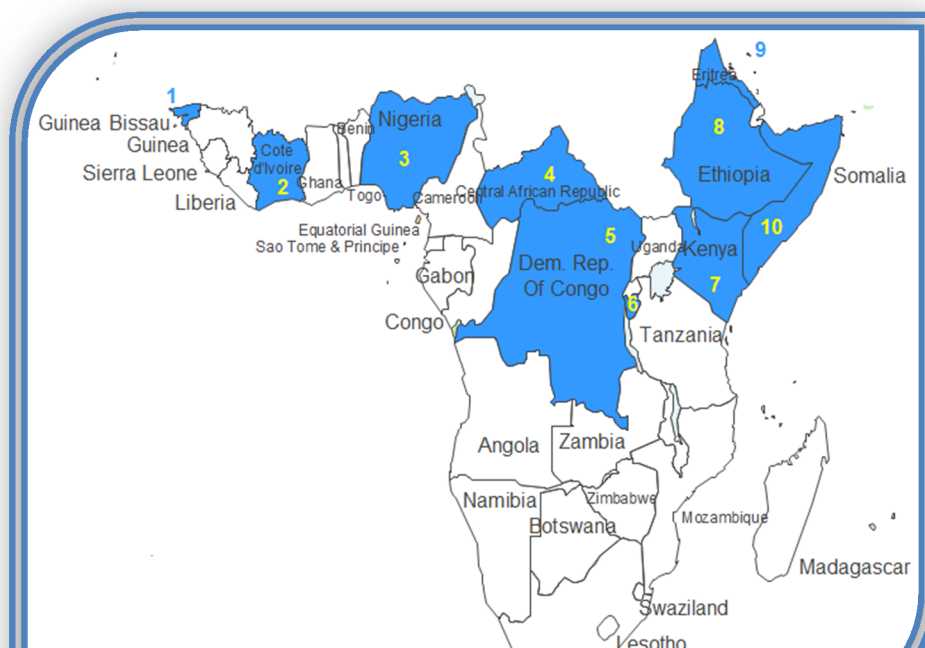 9
1
Eritrea
Guinea Bissau
Guinea
Sierra Leone
Liberia
Cote
d'Ivoire
2
Ghana
Benin
Togo
Nigeria
3
8
Ethiopia
Somalia
4
Central African Republic
Cameroon
Equatorial Guinea
Sao Tome & Principe
5
Uganda
Kenya
10
7
Gabon
Dem. Rep.
Of Congo
6
Congo
Tanzania
Angola
Zambia
Namibia
Zimbabwe
Botswana
Mozambique
Madagascar
Swaziland
Lesotho